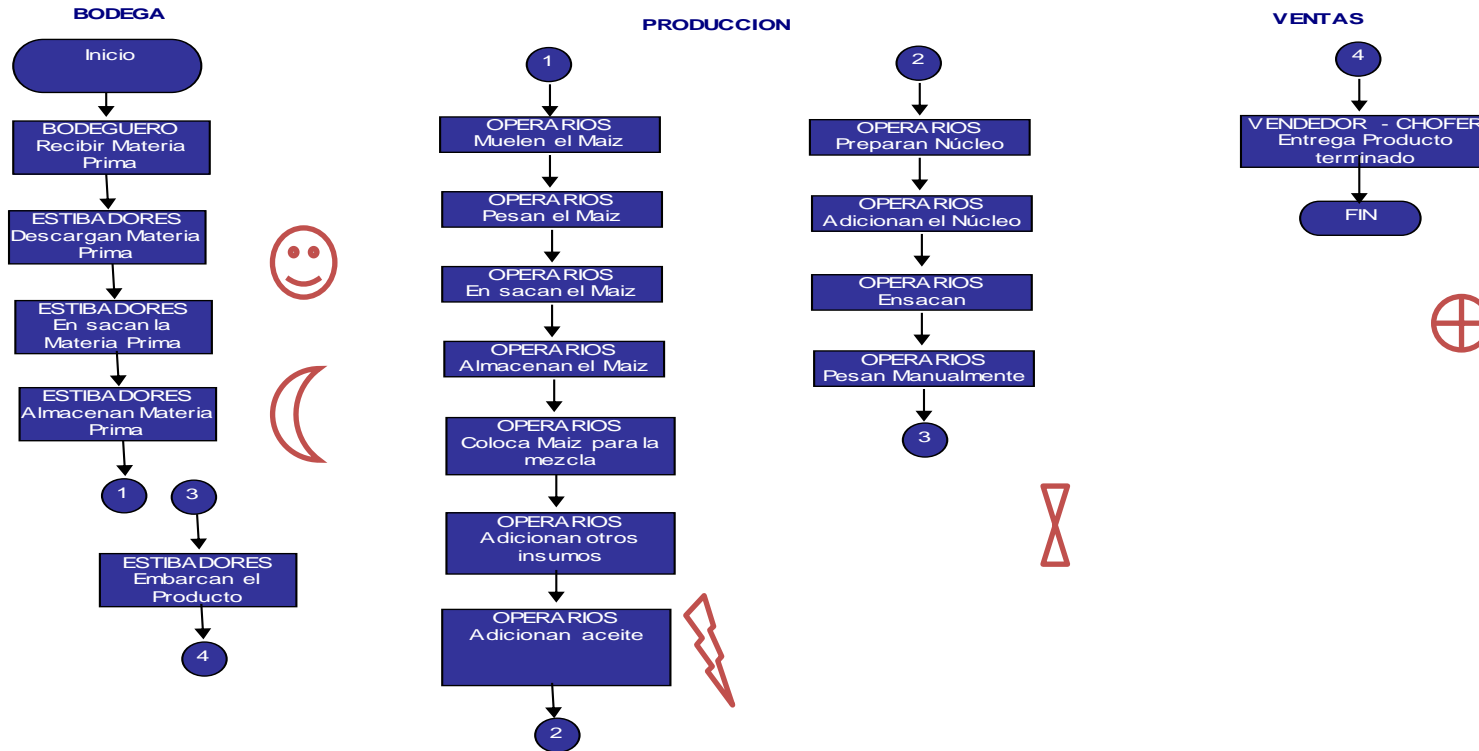 BODEGA
Inicio
BODEGUERO
Recibir Materia
Prima
ESTIBADORES
Descargan Materia
Prima
ESTIBADORES
En sacan la
Materia Prima
ESTIBADORES
Almacenan Materia
Prima
1
3
ESTIBADORES
Embarcan el
Producto
4
PRODUCCION
1
OPERARIOS
Muelen el Maiz
OPERARIOS
Pesan el Maiz
OPERARIOS
En sacan el Maiz
OPERARIOS
Almacenan el Maiz
OPERARIOS
Coloca Maiz para la
mezcla
OPERARIOS
Adicionan otros
insumos
OPERARIOS
Adicionan aceite
2
2
OPERARIOS
Preparan Núcleo
OPERARIOS
Adicionan el Núcleo
OPERARIOS
Ensacan
OPERARIOS
Pesan Manualmente
3
VENTAS
4
VENDEDOR - CHOFER
Entrega Producto
terminado
FIN